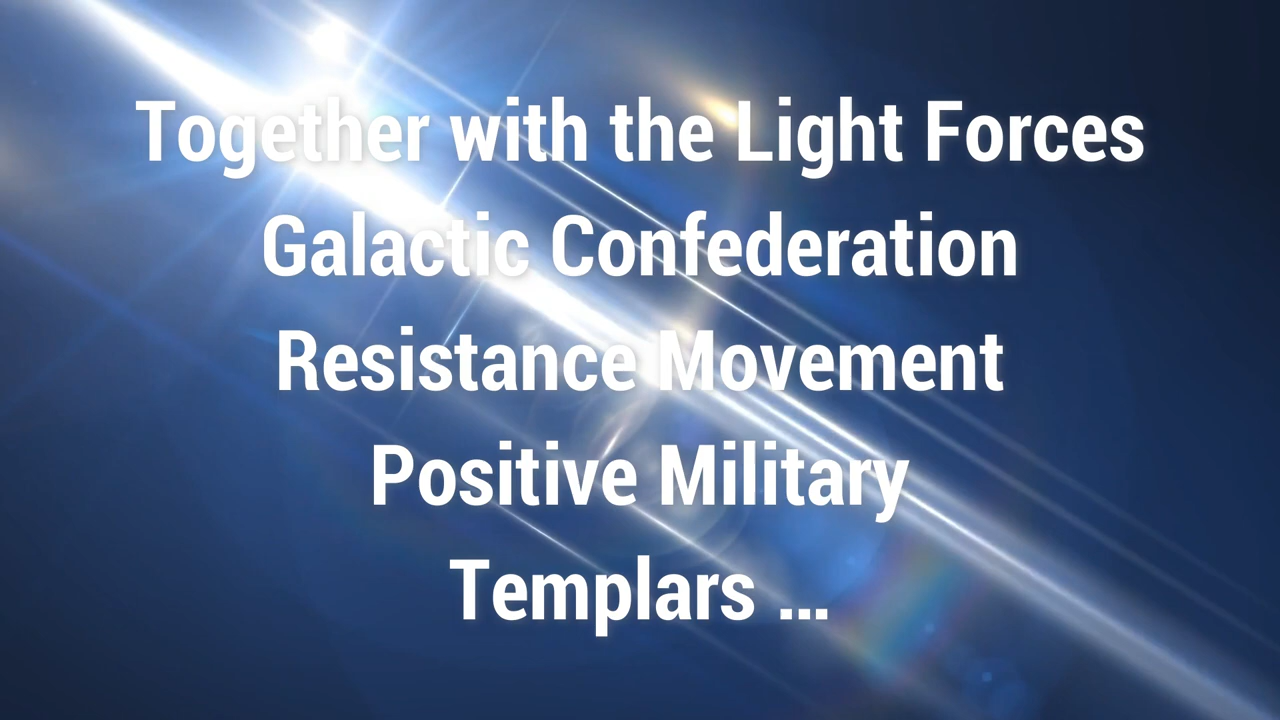 Together with the Light Forces
Galactic Confederation
Resistance Movement
Positive Military
Templars ...